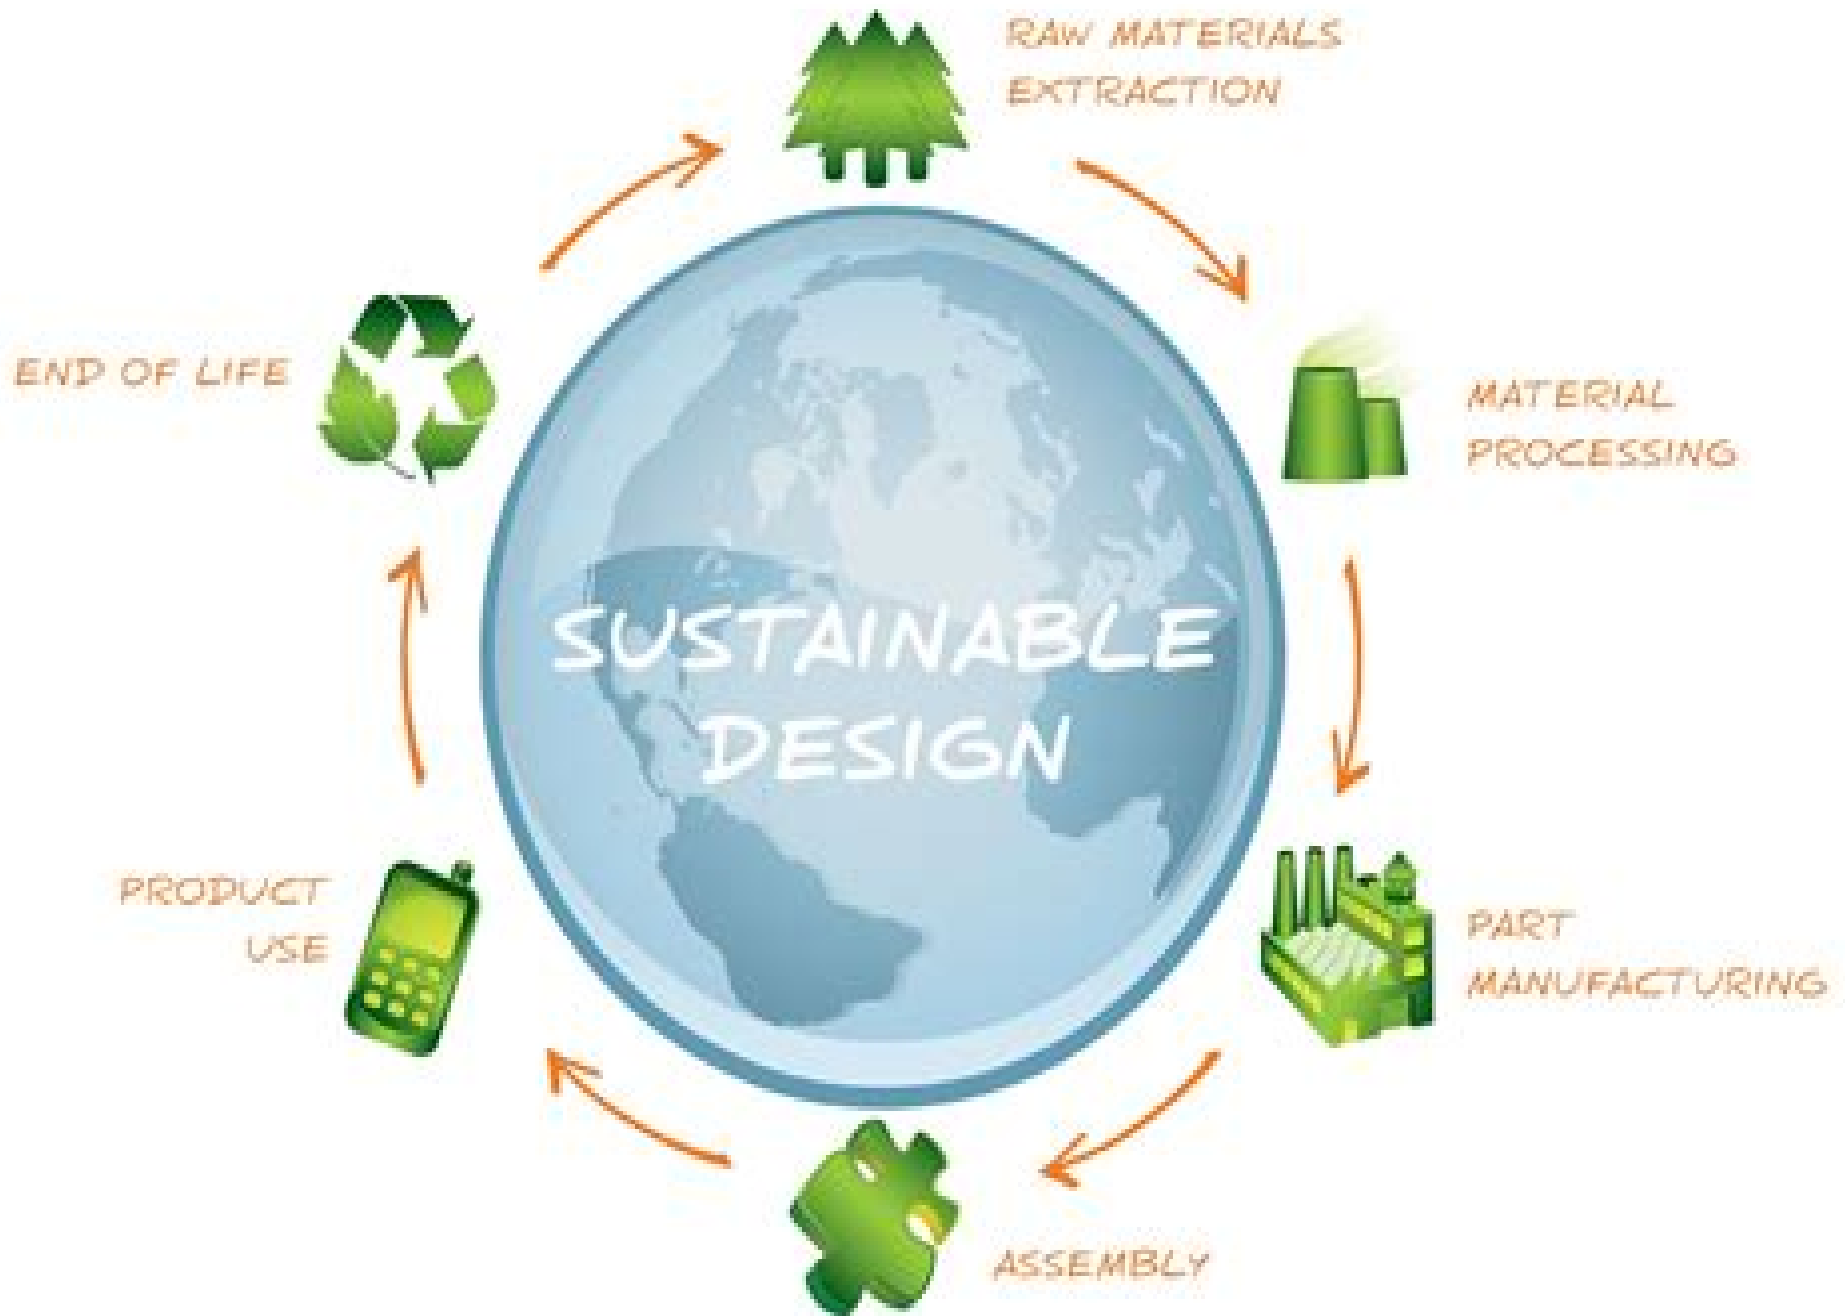 RAW MATERIALS
EXTRACTION
END OF LIFE
MATERIAL
PROCESSING
SUSTAINABLE
DESIGN
PRODUCT
USE
PART
MANUFACTURING
ASSEMBLY